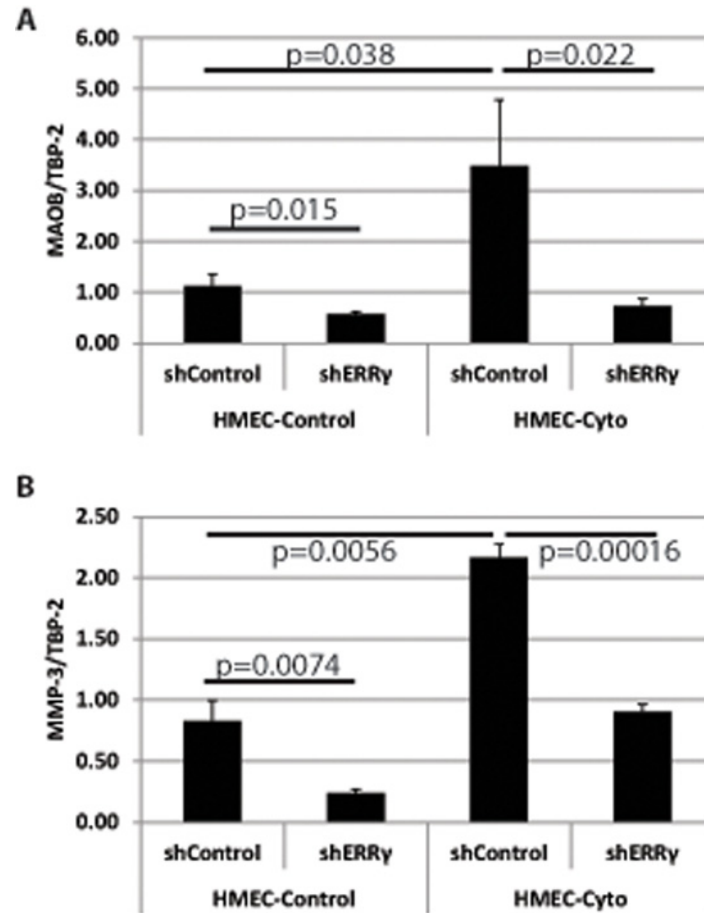 A
MAOB/TBP-2
6.00
5.00
4.00
3.00
2.00
1.00
0.00
p=0.038
p=0.022
p=0.015
shControl
shERRγ
shControl
shERRγ
HMEC-Control
HMEC-Cyto
B
MMP-3/TBP-2
2.50
2.00
1.50
1.00
0.50
0.00
p=0.0056
p=0.00016
p=0.0074
shControl
shERRγ
shControl
shERRγ
HMEC-Control
HMEC-Cyto